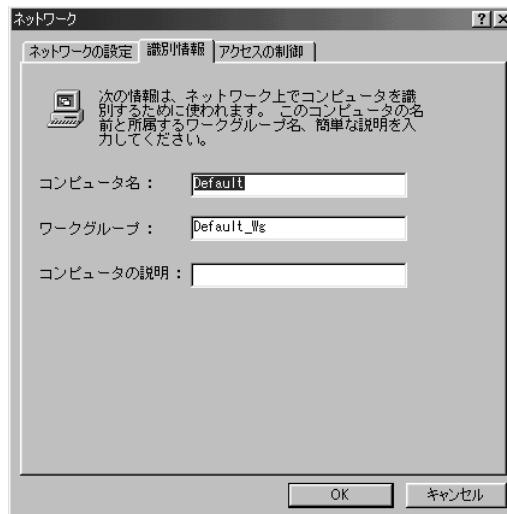 ネットワーク
ネットワークの設定 識別情報 アクセスの制御
次の情報は、ネットワーク上でコンピュータを識
別するために使われます。 このコンピュータの名
前と所属するワークグループ名、簡単な説明を入
力してください。
コンピュータ名： Default
ワークグループ： Default_Wg
コンピュータの説明：
OK キャンセル